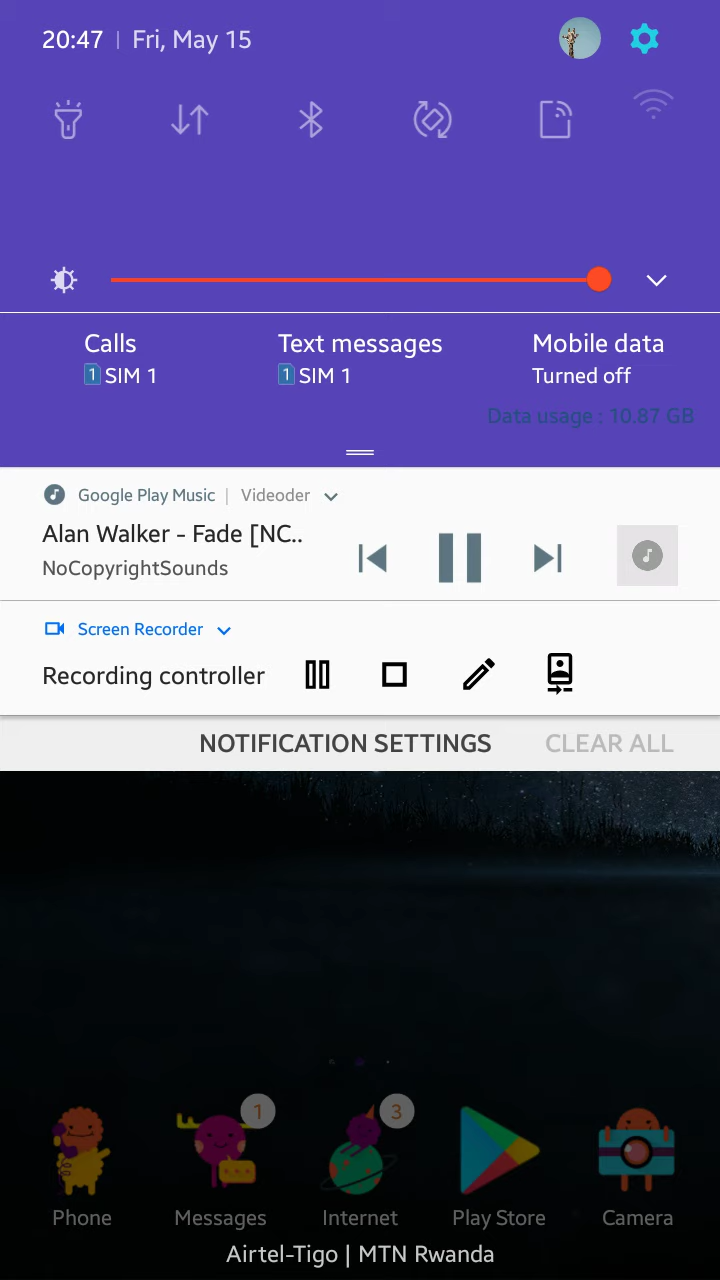 20:47 | Fri, May 15
Calls
1 SIM 1
Text messages
1 SIM 1
Mobile data
Turned off
Data usage : 10.87 GB
Google Play Music | Videoder
Alan Walker - Fade [NC..
NoCopyrightSounds
Screen Recorder
Recording controller
NOTIFICATION SETTINGS
CLEAR ALL
1
3
Phone
Messages
Internet
Play Store
Camera
Airtel-Tigo | MTN Rwanda